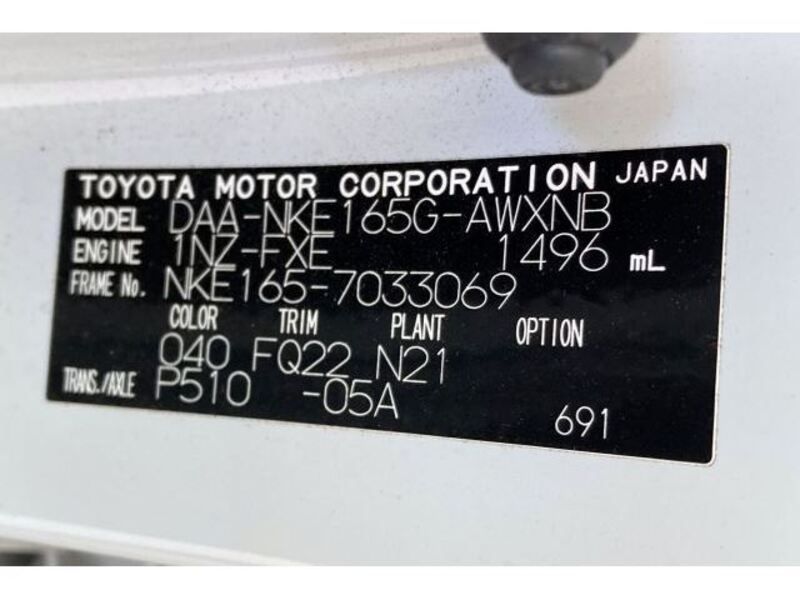 TOYOTA MOTOR CORPORATION JAPAN
MODEL DAA-NKE165G-AWXNB
ENGINE 1NZ-FXE 1496 mL
FRAME No. NKE165-7033069
COLOR TRIM PLANT OPTION
040 FQ22 N21
TRANS./AXLE P510 -05A
691